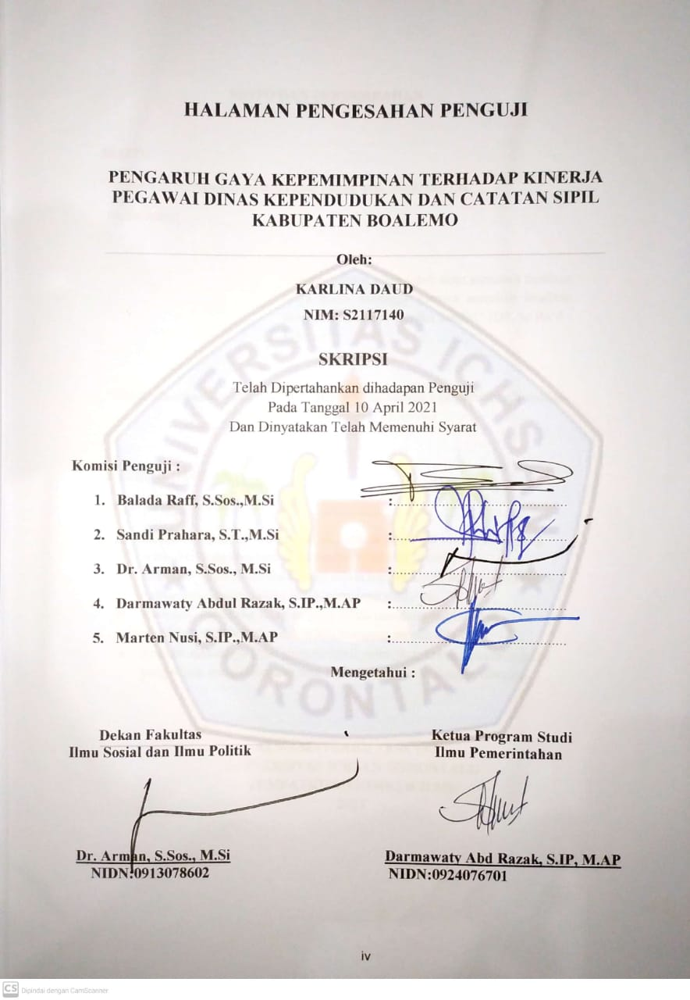 HALAMAN PENGESAHAN PENGUJI
PENGARUH GAYA KEPEMIMPINAN TERHADAP KINERJA
PEGAWAI DINAS KEPENDUDUKAN DAN CATATAN SIPIL
KABUPATEN BOALEMO
Oleh:
KARLINA DAUD
NIM: S2117140
SKRIPSI
Telah Dipertahankan dihadapan Penguji
Pada Tanggal 10 April 2021
Dan Dinyatakan Telah Memenuhi Syarat
Komisi Penguji :
1. Balada Raff, S.Sos.,M.Si :
2. Sandi Prahara, S.T.,M.Si :
3. Dr. Arman, S.Sos., M.Si :
4. Darmawaty Abdul Razak, S.IP.,M.AP :
5. Marten Nusi, S.IP.,M.AP :
Mengetahui :
Dekan Fakultas
Ilmu Sosial dan Ilmu Politik
Dr. Arman, S.Sos., M.Si
NIDN:0913078602
Ketua Program Studi
Ilmu Pemerintahan
Darmawaty Abd Razak, S.IP, M.AP
NIDN:0924076701
iv
UNIVERSITAS ICHSAN
GORONTALO
CS Dipindai dengan CamScanner